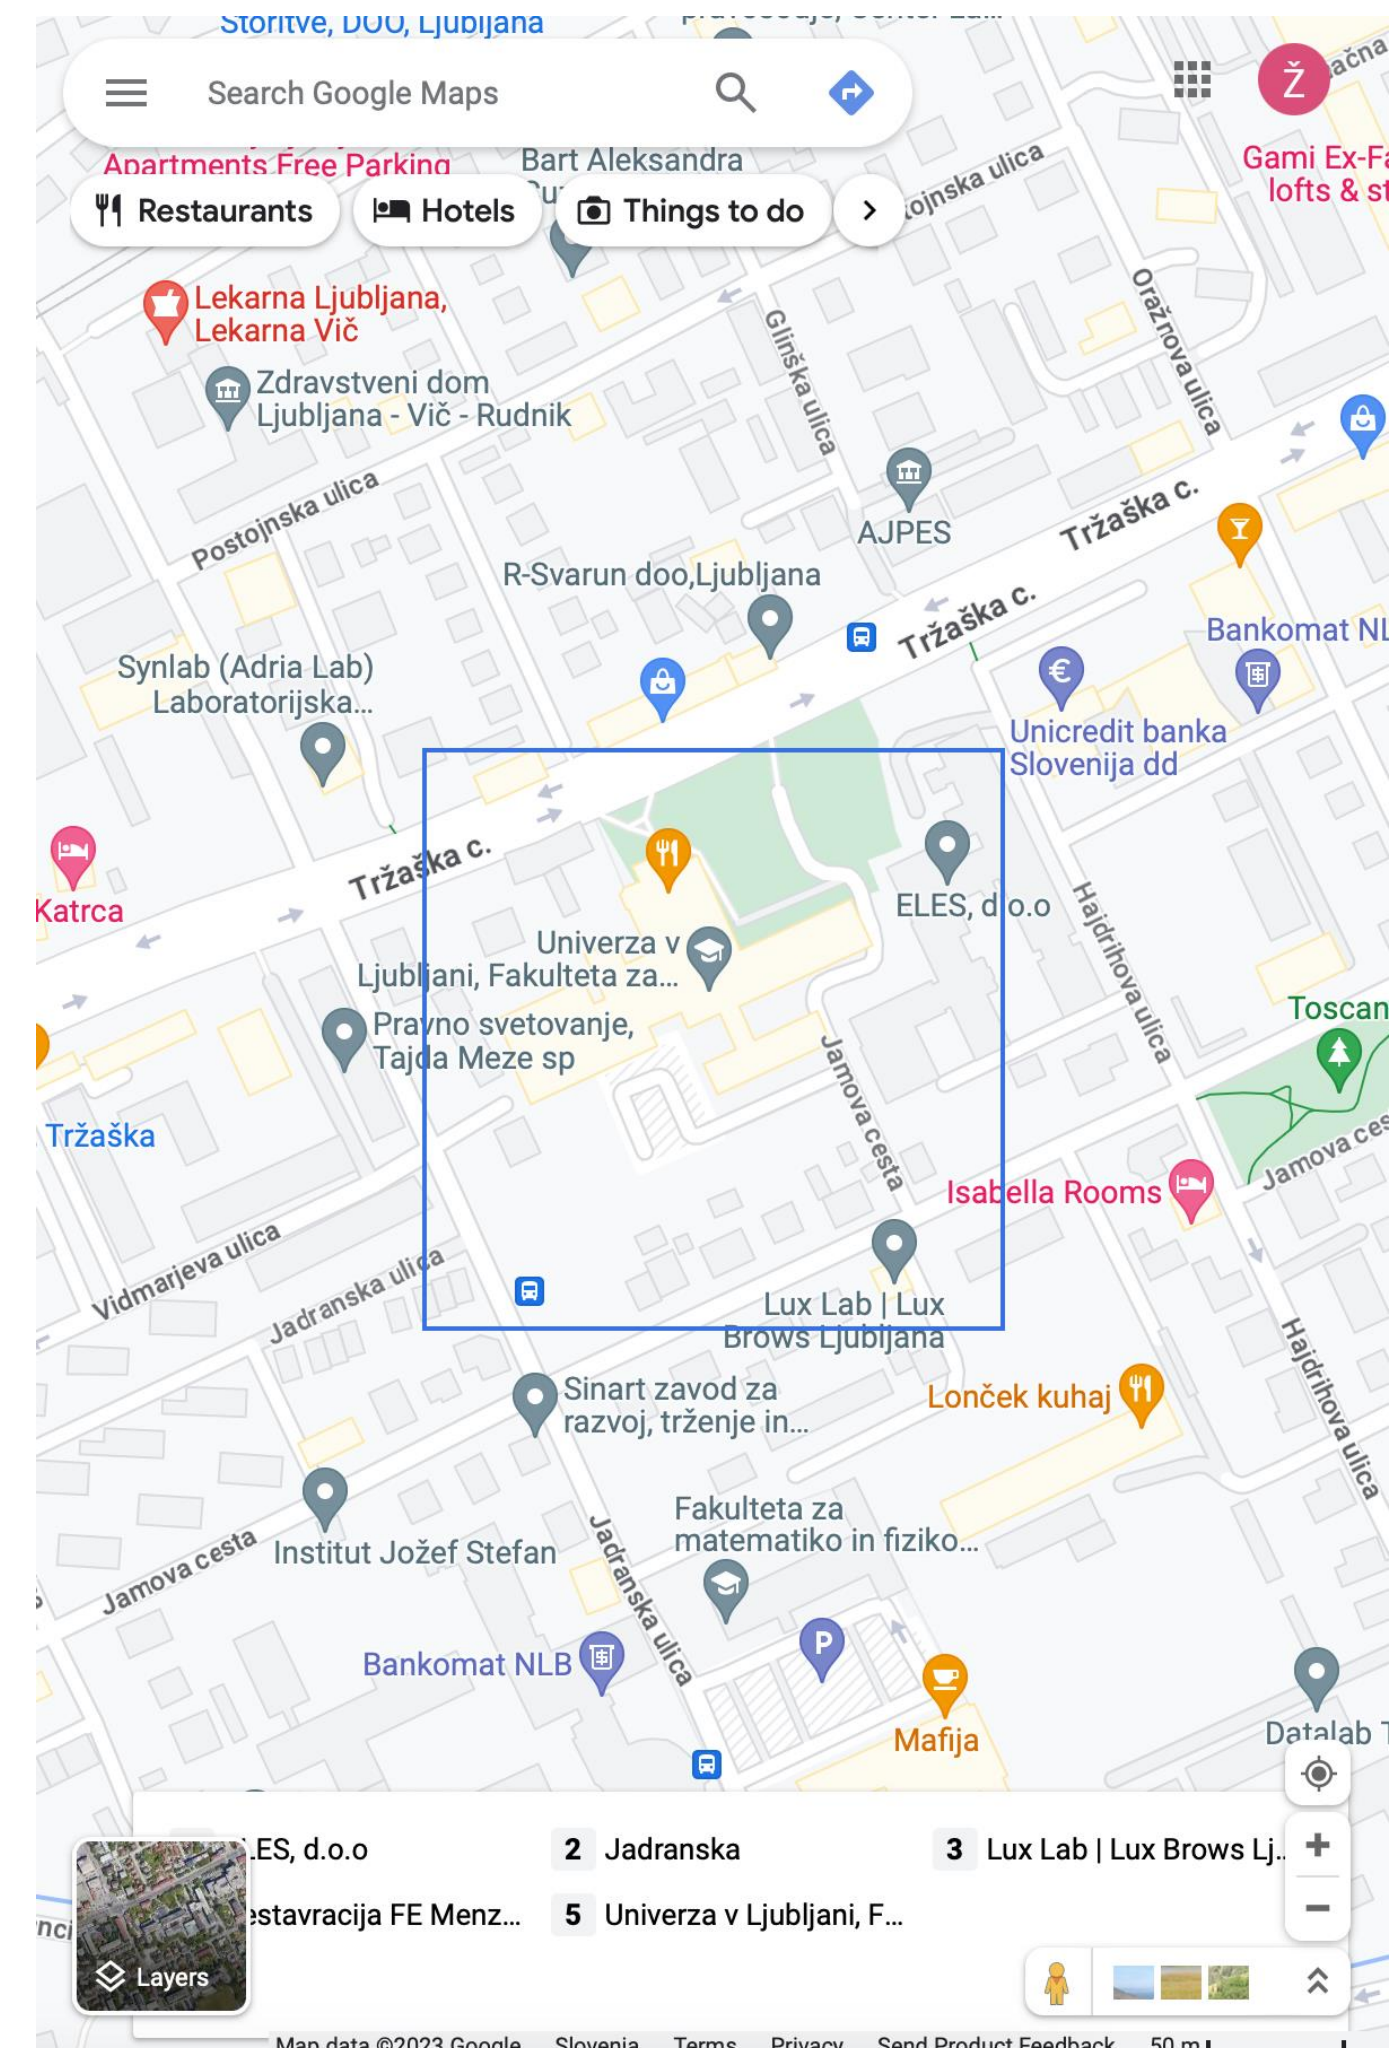 Storitve, DOO, Ljubljana
Search Google Maps
Ž
Apartments Free Parking
Bart Aleksandra
Gami Ex-Fa
lofts & st
Restaurants
Hotels
Things to do
tojnska ulica
Lekarna Ljubljana,
Lekarna Vič
Oražnova ulica
Glinška ulica
Zdravstveni dom
Ljubljana - Vič - Rudnik
Postojnska ulica
Tržaška c.
AJPES
R-Svarun doo,Ljubljana
Tržaška c.
Bankomat NL
Synlab (Adria Lab)
Laboratorijska...
Unicredit banka
Slovenija dd
Tržaška c.
Katrca
ELES, d.o.o
Hajdrihova ulica
Univerza v
Ljubljani, Fakulteta za...
Toscan
Pravno svetovanje,
Tajda Meze sp
Jamova cesta
Tržaška
Jamova ces
Isabella Rooms
Vidmarjeva ulica
Jadranska ulica
Lux Lab | Lux
Brows Ljubljana
Hajdrihova ulica
Sinart zavod za
razvoj, trženje in...
Lonček kuhaj
Fakulteta za
matematiko in fiziko...
Institut Jožef Stefan
Jamova cesta
Jadranska ulica
Bankomat NLB
P
Mafija
Datalab T
LES, d.o.o
2 Jadranska
3 Lux Lab | Lux Brows Lj...
estavracija FE Menz...
5 Univerza v Ljubljani, F...
Layers
Map data ©2023 Google Slovenia Terms Privacy Send Product Feedback 50 m